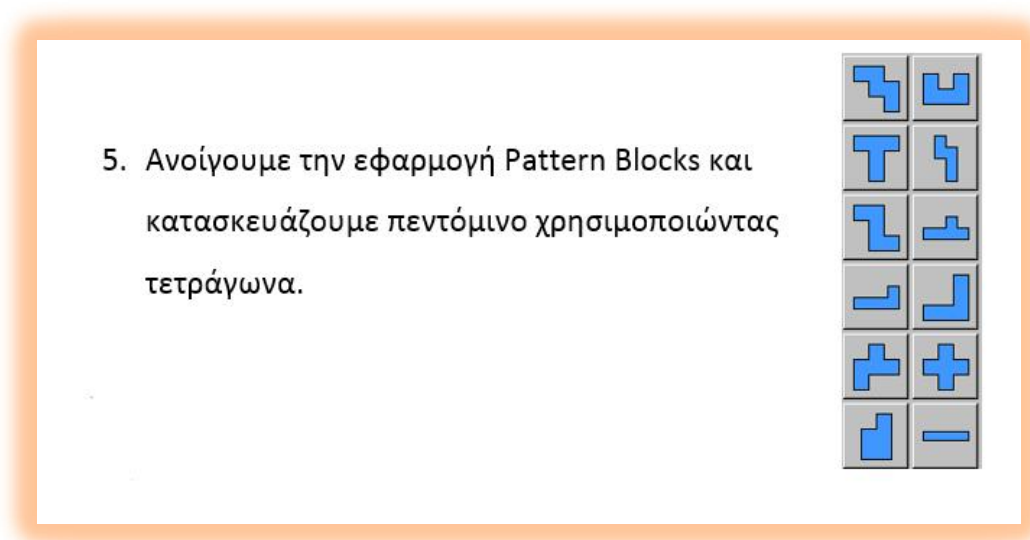 5. Ανοίγουμε την εφαρμογή Pattern Blocks και
κατασκευάζουμε πεντόμινο χρησιμοποιώντας
τετράγωνα.